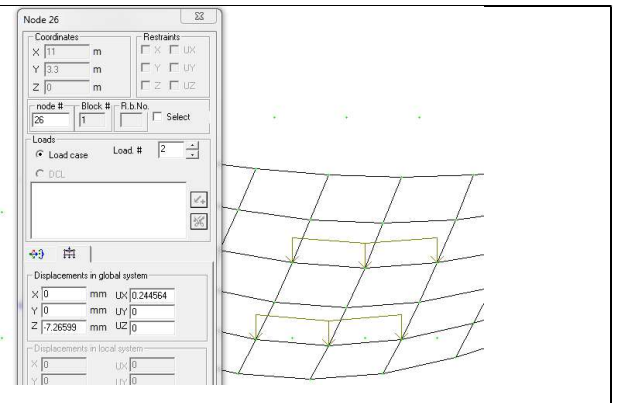 Node 26
Coordinates
Restraints
X 11 m
X UX
Y 3.3 m
Y UY
Z 0 m
Z UZ
node # Block # R.b.No.
26 1 Select
Loads
Load case Load. # 2
DCL
Displacements in global system
X 0 mm UX 0.244564
Y 0 mm UY 0
Z -7.26599 mm UZ 0
Displacements in local system
X 0 UX 0
Y 0 UY 0